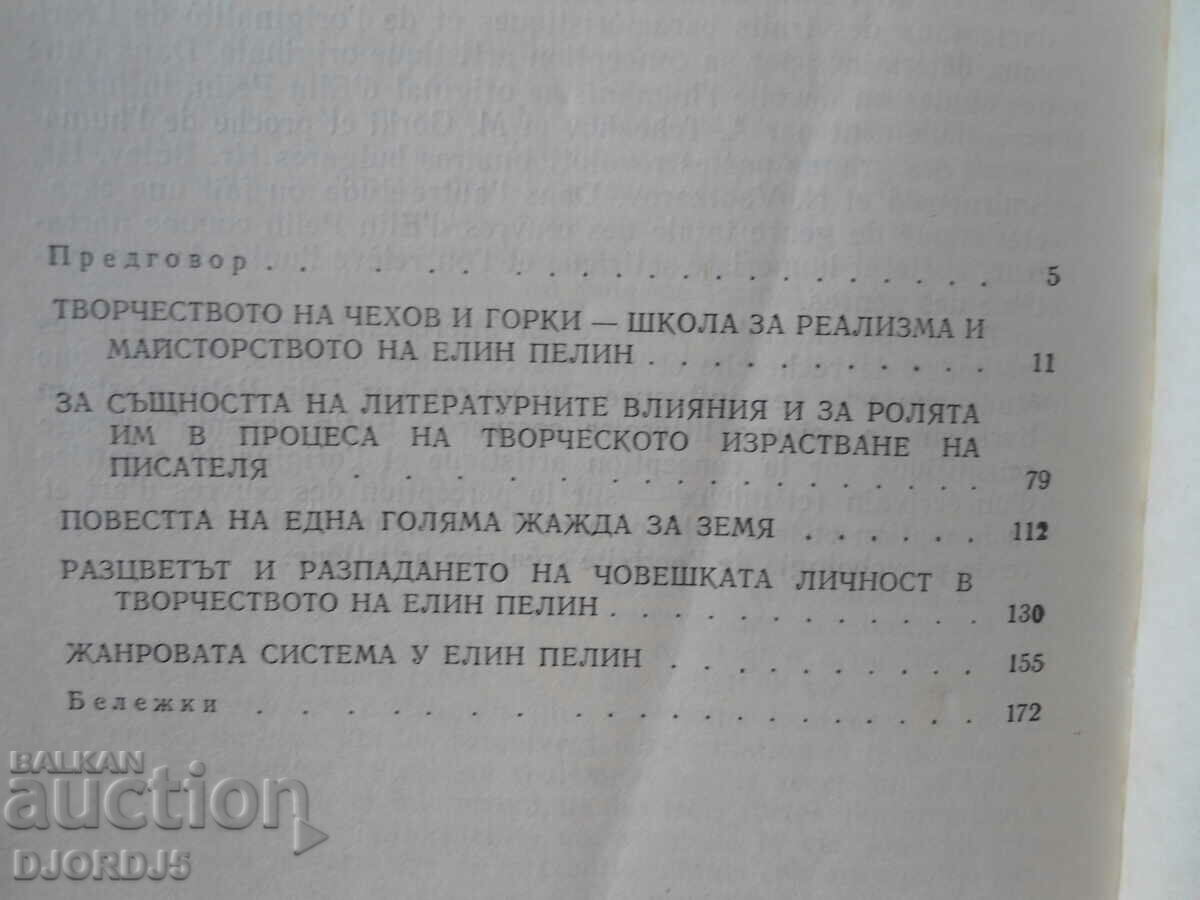 Предговор . . . . . . . . . . . . . . . . . 5
ТВОРЧЕСТВОТО НА ЧЕХОВ И ГОРКИ — ШКОЛА ЗА РЕАЛИЗМА И
МАЙСТОРСТВОТО НА ЕЛИН ПЕЛИН . . . . . . . . . . . 11
ЗА СЪЩНОСТТА НА ЛИТЕРАТУРНИТЕ ВЛИЯНИЯ И ЗА РОЛЯТА
ИМ В ПРОЦЕСА НА ТВОРЧЕСКОТО ИЗРАСТВАНЕ НА
ПИСАТЕЛЯ . . . . . . . . . . . . . . . . 79
ПОВЕСТТА НА ЕДНА ГОЛЯМА ЖАЖДА ЗА ЗЕМЯ . . . . . . 112
РАЗЦВЕТЪТ И РАЗПАДАНЕТО НА ЧОВЕШКАТА ЛИЧНОСТ В
ТВОРЧЕСТВОТО НА ЕЛИН ПЕЛИН . . . . . . . . . . . . 130
ЖАНРОВАТА СИСТЕМА У ЕЛИН ПЕЛИН . . . . . . . . . 155
Бележки . . . . . . . . . . . . . . . . . 172
BALKAN
auction
DJORDJ5